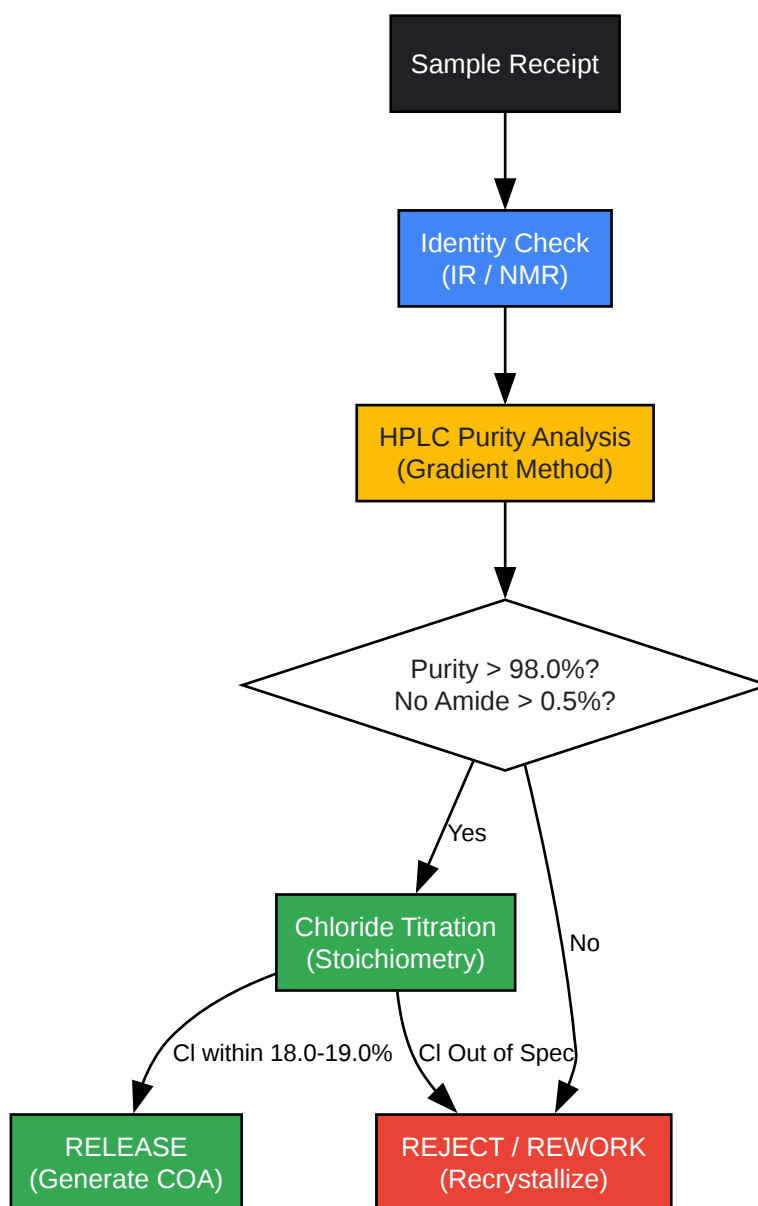 Sample Receipt
Identity Check
(IR / NMR)
HPLC Purity Analysis
(Gradient Method)
Purity > 98.0%?
No Amide > 0.5%?
Yes
Chloride Titration
(Stoichiometry)
No
Cl within 18.0-19.0%
Cl Out of Spec
RELEASE
(Generate COA)
REJECT / REWORK
(Recrystallize)